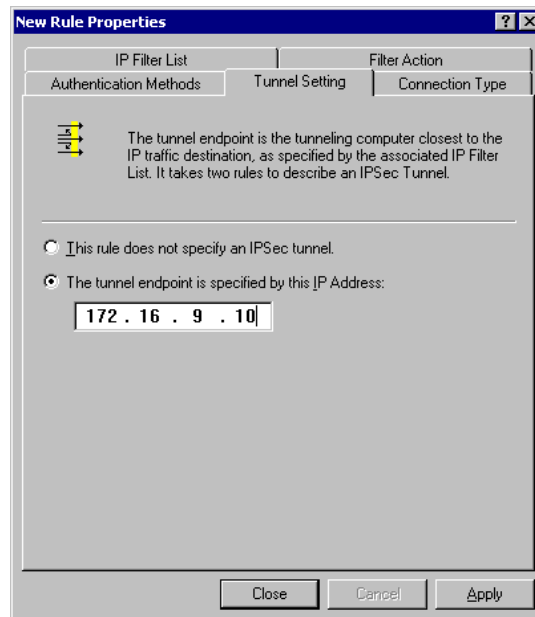 New Rule Properties
IP Filter List
Filter Action
Authentication Methods
Tunnel Setting
Connection Type
The tunnel endpoint is the tunneling computer closest to the
IP traffic destination, as specified by the associated IP Filter
List. It takes two rules to describe an IPSec Tunnel.
This rule does not specify an IPSec tunnel.
The tunnel endpoint is specified by this IP Address:
172 . 16 . 9 . 10
Close
Cancel
Apply